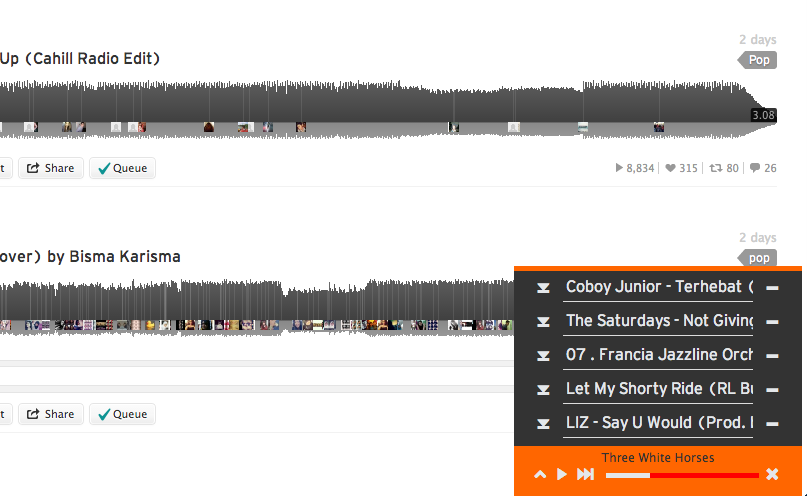 2 days
Up (Cahill Radio Edit)
Pop
3.08
t
Share
Queue
8,834
315
80
26
2 days
over) by Bisma Karisma
pop
Coboy Junior - Terhebat (
The Saturdays - Not Giving
07 . Francia Jazzline Orch
Let My Shorty Ride (RL Bu
LIZ - Say U Would (Prod.
t
Share
Queue
Three White Horses